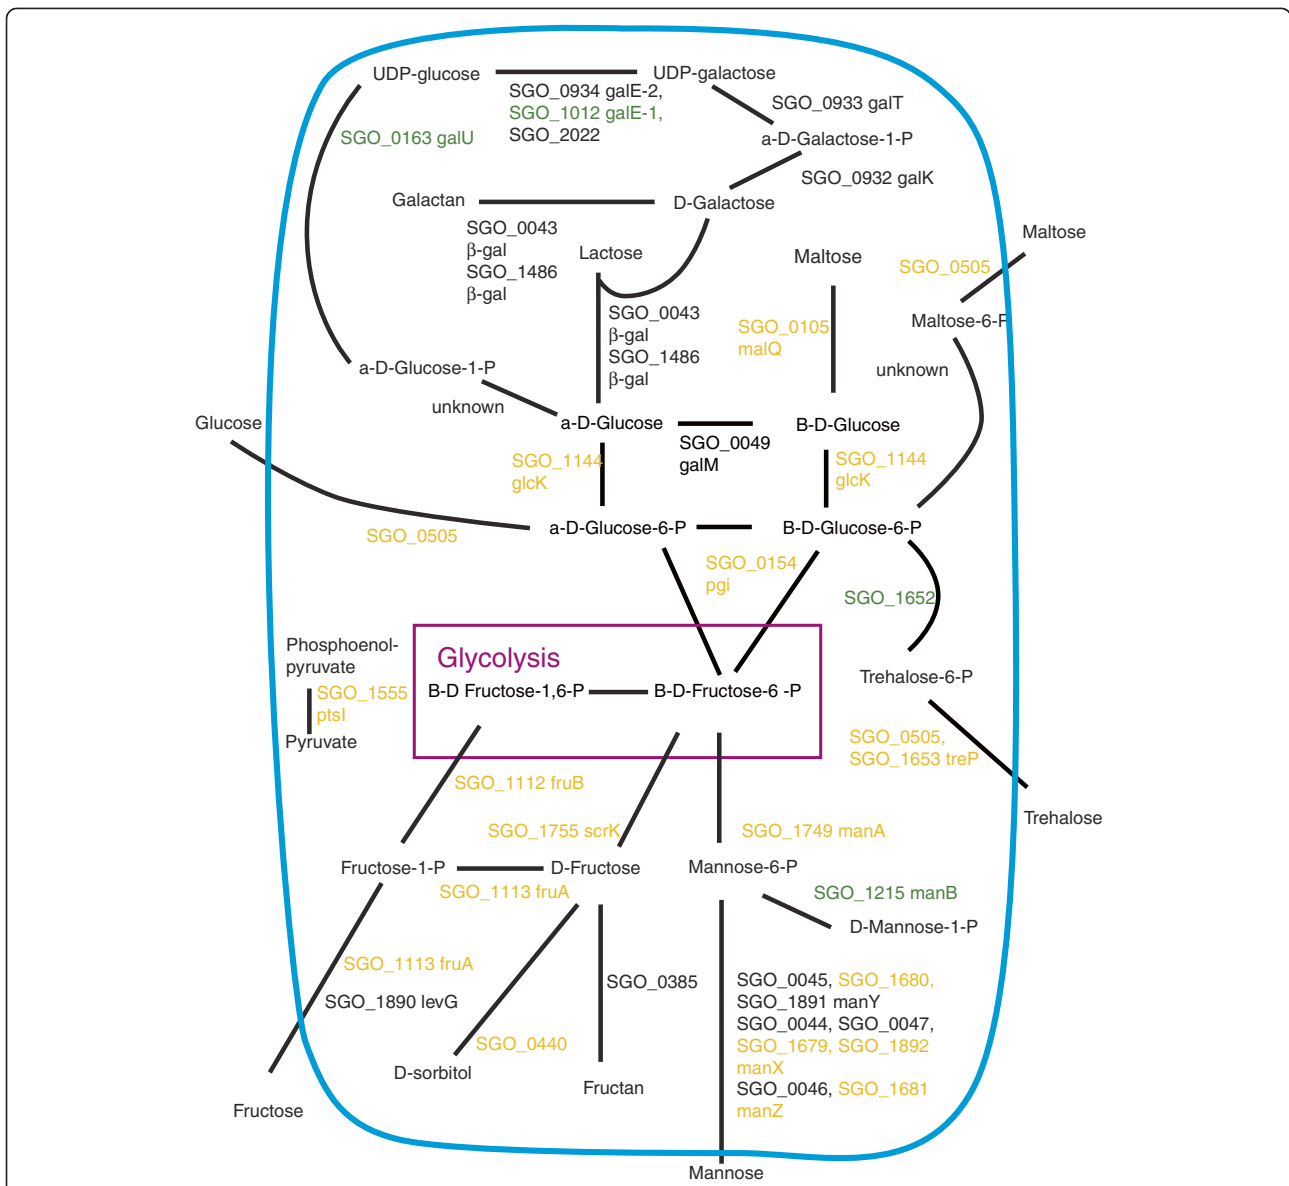 UDP-glucose
UDP-galactose
SGO_0934 galE-2,
SGO_1012 galE-1,
SGO_2022
SGO_0933 galT
SGO_0163 galU
a-D-Galactose-1-P
SGO_0932 galK
Galactan
D-Galactose
SGO_0043
β-gal
SGO_1486
β-gal
Lactose
Maltose
Maltose
SGO_0505
SGO_0043
β-gal
SGO_1486
β-gal
SGO_0105
malQ
Maltose-6-P
unknown
a-D-Glucose-1-P
unknown
Glucose
a-D-Glucose
SGO_0049
galM
B-D-Glucose
SGO_1144
glcK
SGO_1144
glcK
SGO_0505
a-D-Glucose-6-P
B-D-Glucose-6-P
SGO_0154
pgi
SGO_1652
Phosphoenol-
pyruvate
SGO_1555
ptsI
Pyruvate
Glycolysis
B-D Fructose-1,6-P
B-D-Fructose-6 -P
Trehalose-6-P
SGO_0505,
SGO_1653 treP
Trehalose
SGO_1112 fruB
SGO_1755 scrK
SGO_1749 manA
Fructose-1-P
D-Fructose
Mannose-6-P
SGO_1113 fruA
SGO_1215 manB
D-Mannose-1-P
SGO_1113 fruA
SGO_1890 levG
SGO_0385
SGO_0045, SGO_1680,
SGO_1891 manY
SGO_0044, SGO_0047,
SGO_1679, SGO_1892
manX
SGO_0046, SGO_1681
manZ
SGO_0440
D-sorbitol
Fructan
Fructose
Mannose